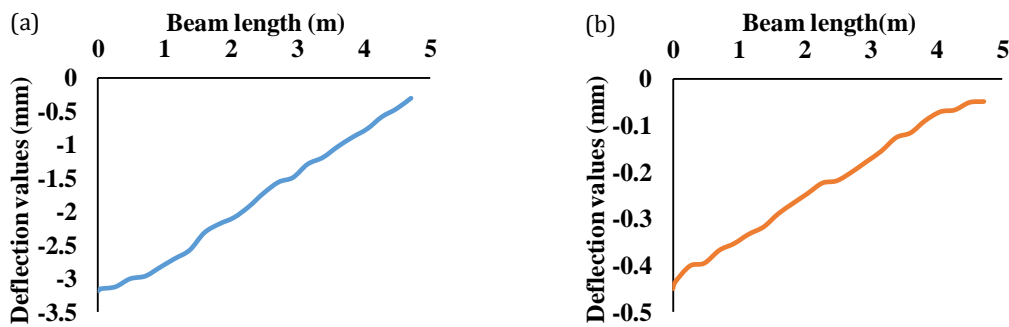 (a)
Beam length (m)
0 1 2 3 4 5
Deflection values (mm)
0
-0.5
-1
-1.5
-2
-2.5
-3
-3.5
(b)
Beam length(m)
0 1 2 3 4 5
Deflection values (mm)
0
-0.1
-0.2
-0.3
-0.4
-0.5